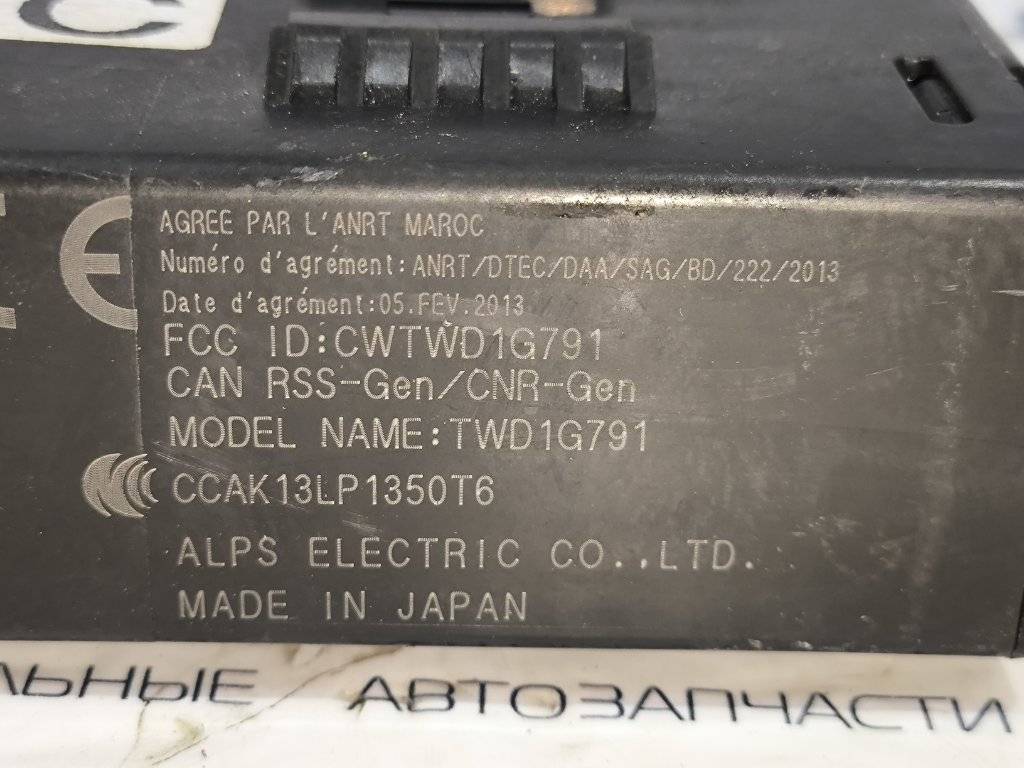 C
CE
AGREE PAR L'ANRT MAROC
Numéro d'agrément:ANRT/DTEC/DAA/SAG/BD/222/2013
Date d'agrément:05.FEV.2013
FCC ID:CWTWD1G791
CAN RSS-Gen/CNR-Gen
MODEL NAME:TWD1G791
CCAK13LP1350T6
ALPS ELECTRIC CO.,LTD.
MADE IN JAPAN
ЛЬНЫЕ АВТОЗАПЧАСТИ